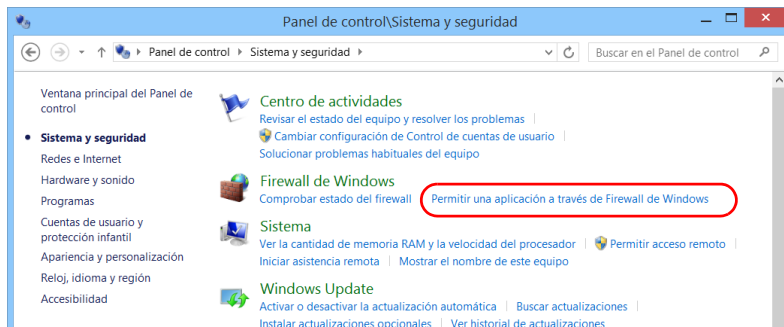 Panel de control\Sistema y seguridad
Panel de control Sistema y seguridad
Buscar en el Panel de control
Ventana principal del Panel de
control
Sistema y seguridad
Redes e Internet
Hardware y sonido
Programas
Cuentas de usuario y
protección infantil
Apariencia y personalización
Reloj, idioma y región
Accesibilidad
Centro de actividades
Revisar el estado del equipo y resolver los problemas
Cambiar configuración de Control de cuentas de usuario
Solucionar problemas habituales del equipo
Firewall de Windows
Comprobar estado del firewall Permitir una aplicación a través de Firewall de Windows
Sistema
Ver la cantidad de memoria RAM y la velocidad del procesador Permitir acceso remoto
Iniciar asistencia remota Mostrar el nombre de este equipo
Windows Update
Activar o desactivar la actualización automática Buscar actualizaciones
Instalar actualizaciones opcionales Ver historial de actualizaciones